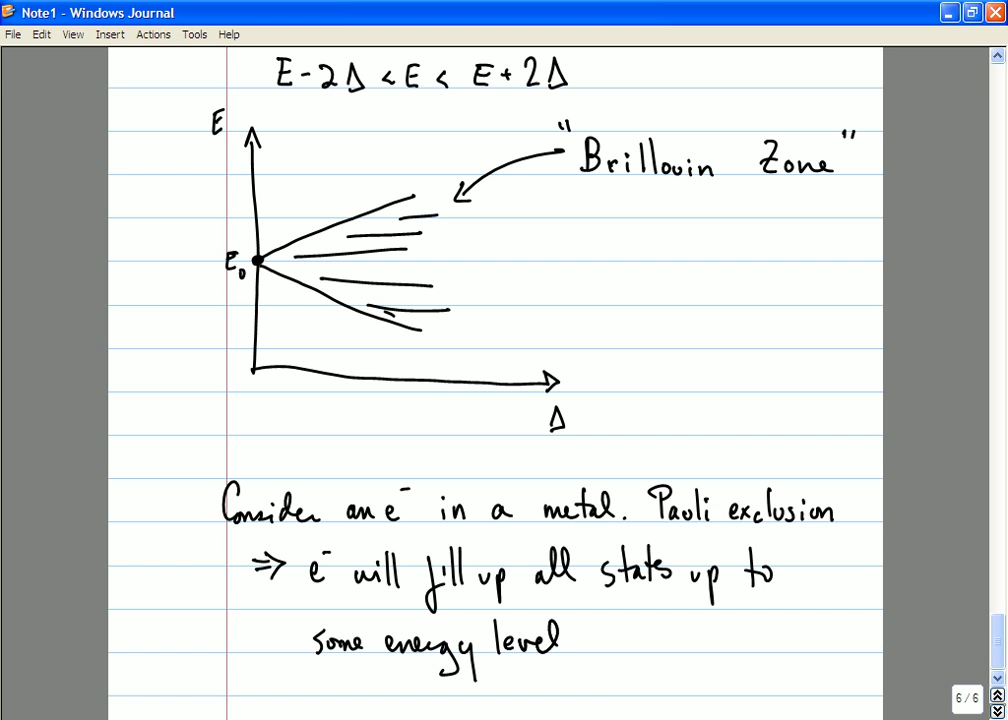 Note1 - Windows Journal
File Edit View Insert Actions Tools Help
E - 2Δ < E < E + 2Δ
E
"Brillouin Zone"
E₀
Δ
Consider an e⁻ in a metal. Pauli exclusion
⇒ e⁻ will fill up all states up to
some energy level
6 / 6